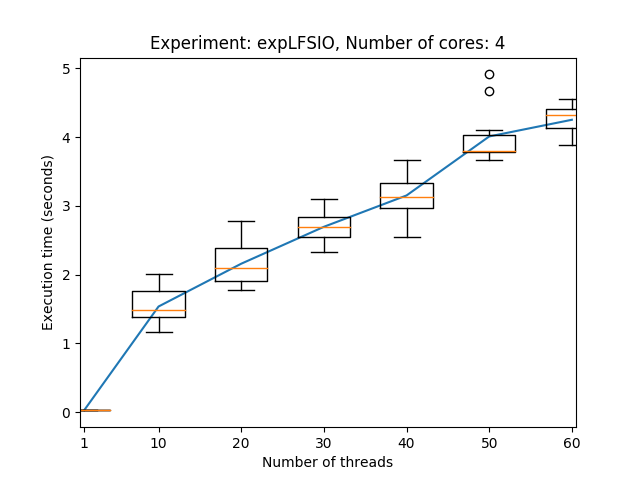 Experiment: expLFSIO, Number of cores: 4
5
4
3
2
1
0
Execution time (seconds)
1 10 20 30 40 50 60
Number of threads